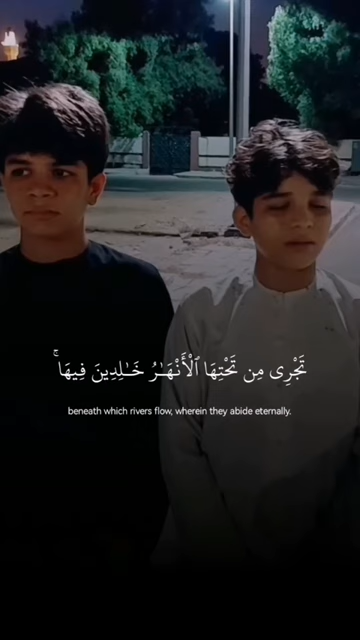 تَجْرِى مِن تَحْتِهَا ٱلْأَنْهَـٰرُ خَـٰلِدِينَ فِيهَا ۚ
beneath which rivers flow, wherein they abide eternally.